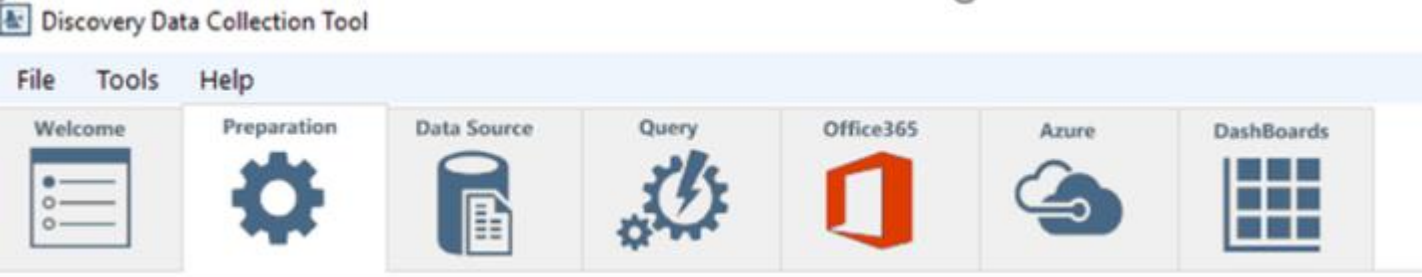 Discovery Data Collection Tool
File Tools Help
Welcome Preparation Data Source Query Office365 Azure DashBoards